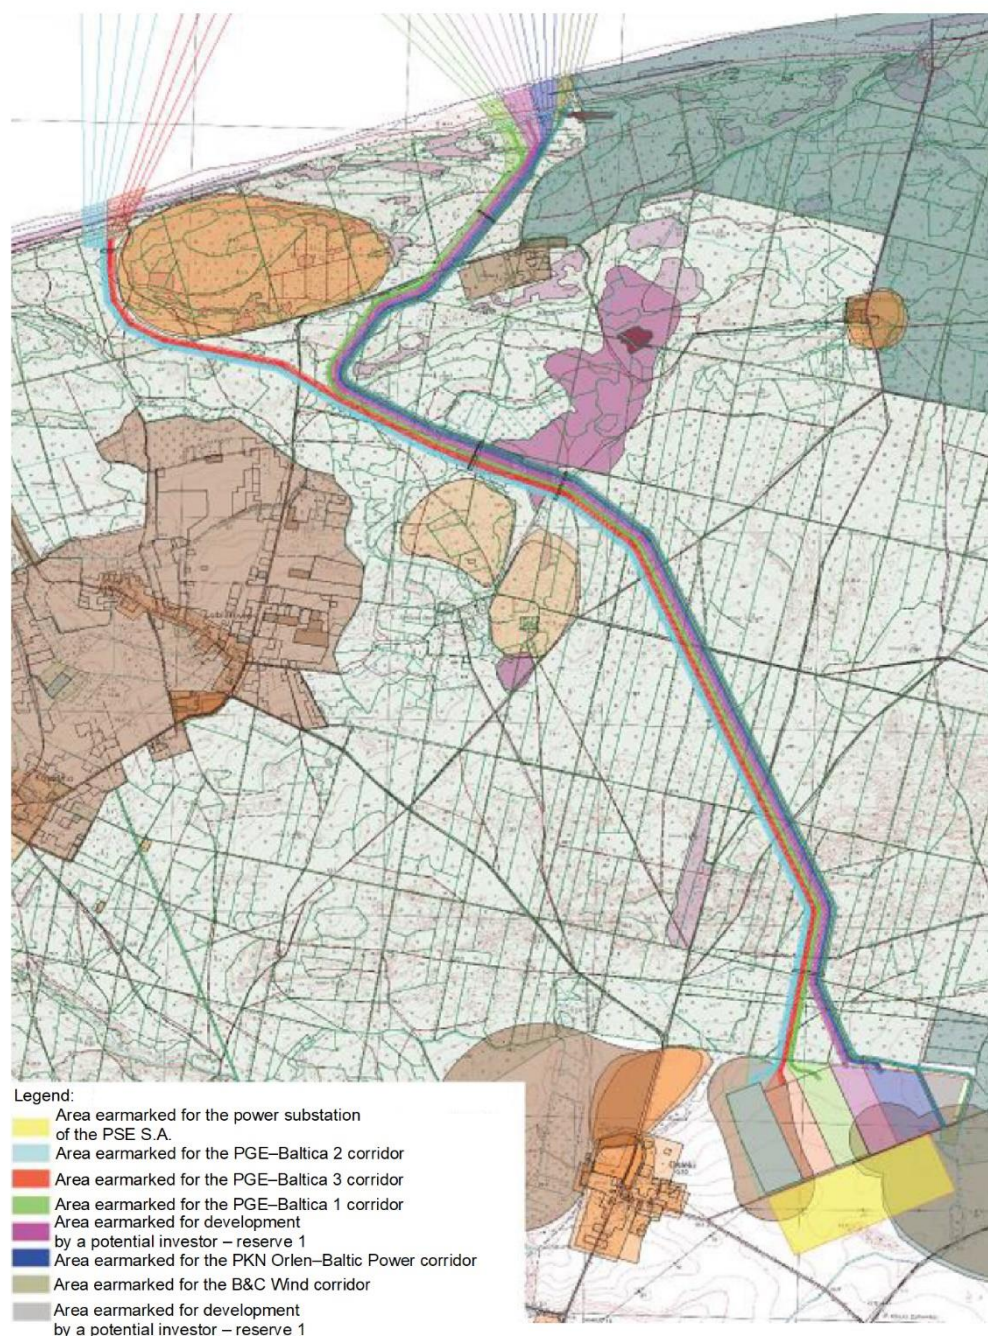 Legend:
Area earmarked for the power substation
of the PSE S.A.
Area earmarked for the PGE–Baltica 2 corridor
Area earmarked for the PGE–Baltica 3 corridor
Area earmarked for the PGE–Baltica 1 corridor
Area earmarked for development
by a potential investor – reserve 1
Area earmarked for the PKN Orlen–Baltic Power corridor
Area earmarked for the B&C Wind corridor
Area earmarked for development
by a potential investor – reserve 1